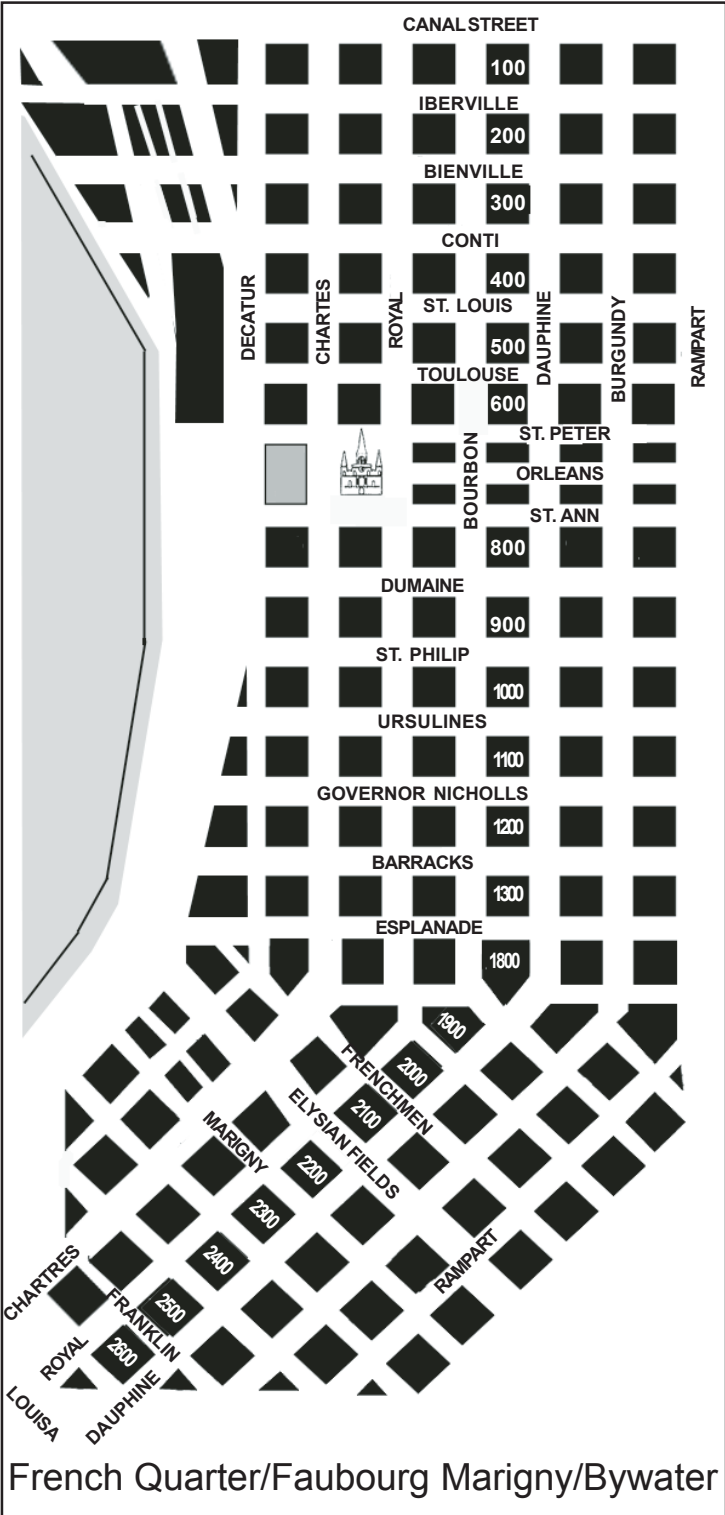 CANAL STREET
100
IBERVILLE
200
BIENVILLE
300
CONTI
400
DECATUR
CHARTES
ROYAL
ST. LOUIS
DAUPHINE
BURGUNDY
RAMPART
500
TOULOUSE
600
ST. PETER
BOURBON
ORLEANS
ST. ANN
800
DUMAINE
900
ST. PHILIP
1000
URSULINES
1100
GOVERNOR NICHOLLS
1200
BARRACKS
1300
ESPLANADE
1800
1900
FRENCHMEN
2000
ELYSIAN FIELDS
2100
MARIGNY
2200
2300
2400
RAMPART
CHARTRES
FRANKLIN
2500
ROYAL
2600
LOUISA
DAUPHINE
French Quarter/Faubourg Marigny/Bywater